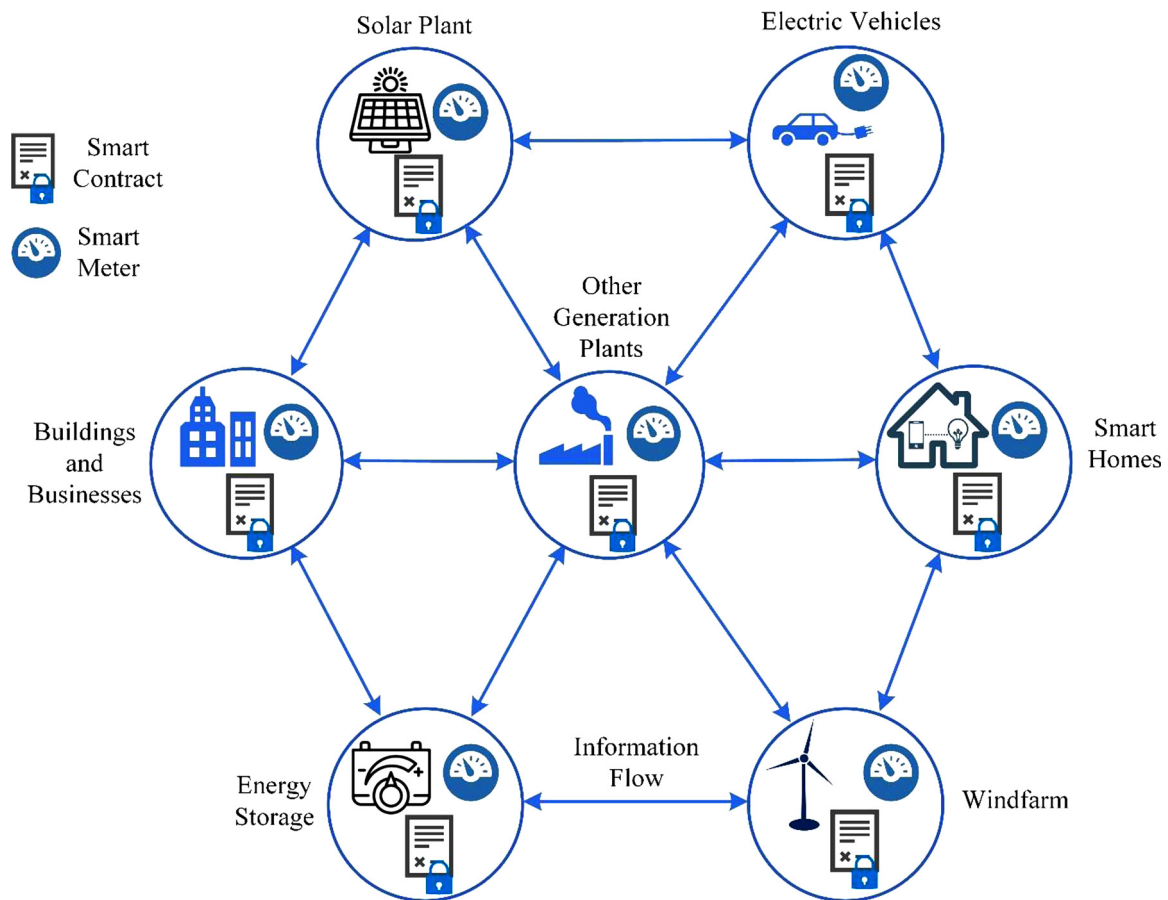 Solar Plant
Electric Vehicles
Smart
Contract
Smart
Meter
Other
Generation
Plants
Buildings
and
Businesses
Smart
Homes
Information
Flow
Energy
Storage
Windfarm